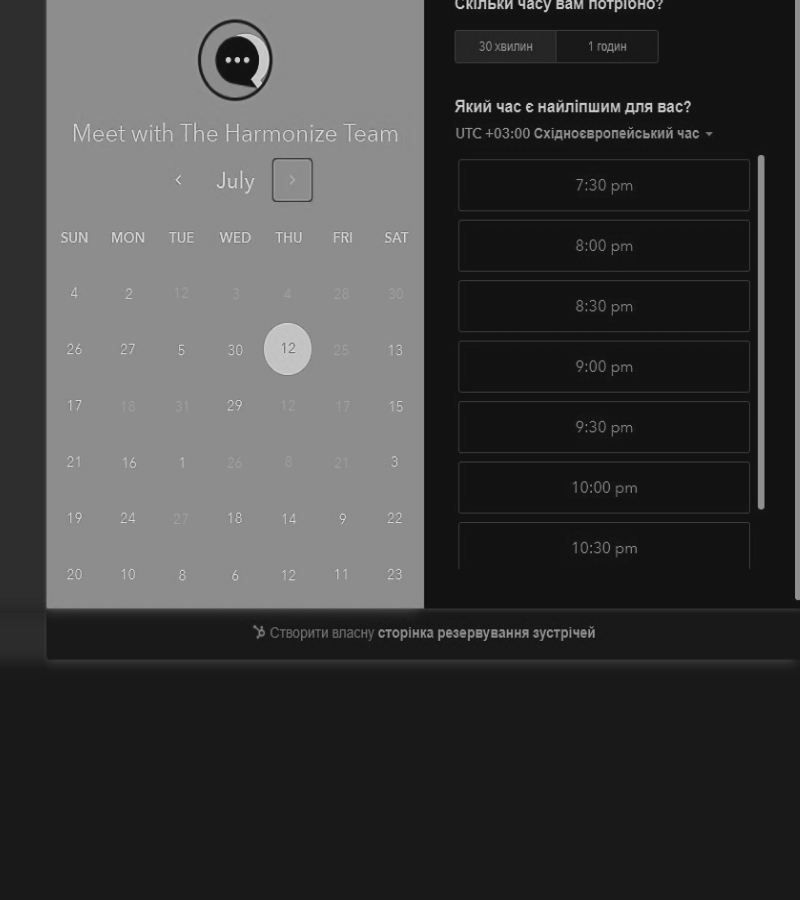 Meet with The Harmonize Team
July
SUN MON TUE WED THU FRI SAT
4 2 12 3 4 28 30
26 27 5 30 12 25 13
17 18 31 29 12 17 15
21 16 1 26 8 21 3
19 24 27 18 14 9 22
20 10 8 6 12 11 23
Скільки часу вам потрібно?
30 хвилин 1 годин
Який час є найліпшим для вас?
UTC +03:00 Східноєвропейський час
7:30 pm
8:00 pm
8:30 pm
9:00 pm
9:30 pm
10:00 pm
10:30 pm
Створити власну сторінка резервування зустрічей